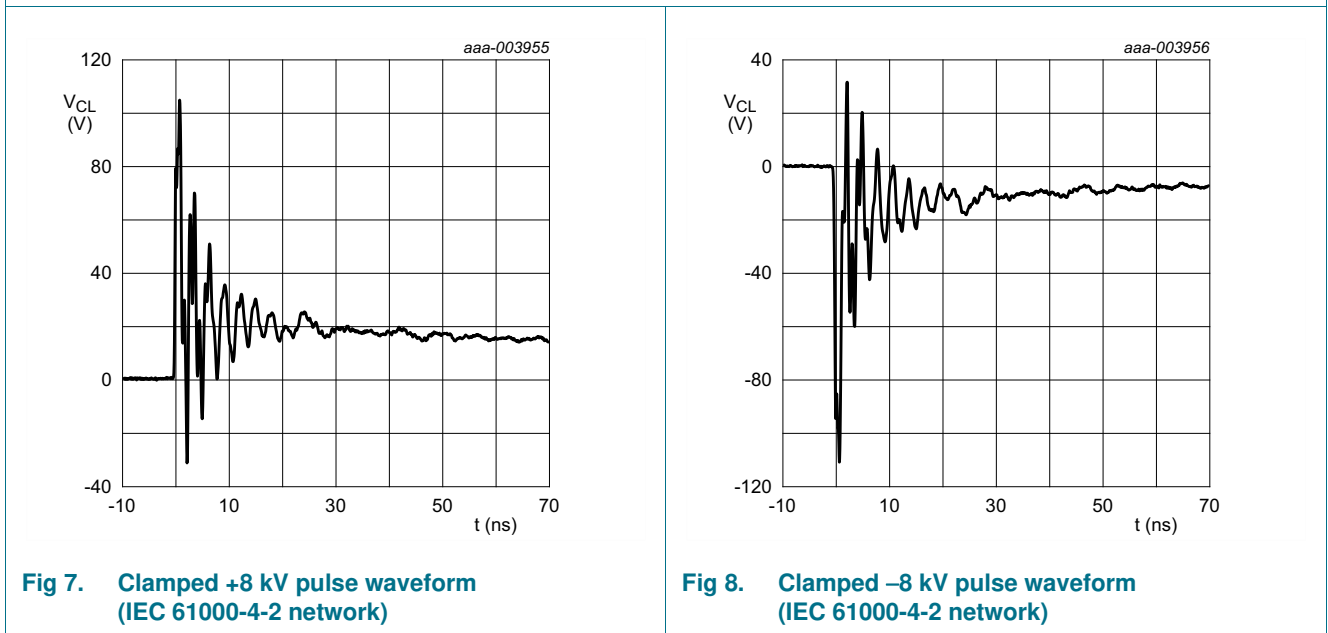 aaa-003955
120
V_CL
(V)
80
40
0
-40
-10 10 30 50 70
t (ns)
Fig 7. Clamped +8 kV pulse waveform
(IEC 61000-4-2 network)
aaa-003956
40
V_CL
(V)
0
-40
-80
-120
-10 10 30 50 70
t (ns)
Fig 8. Clamped −8 kV pulse waveform
(IEC 61000-4-2 network)